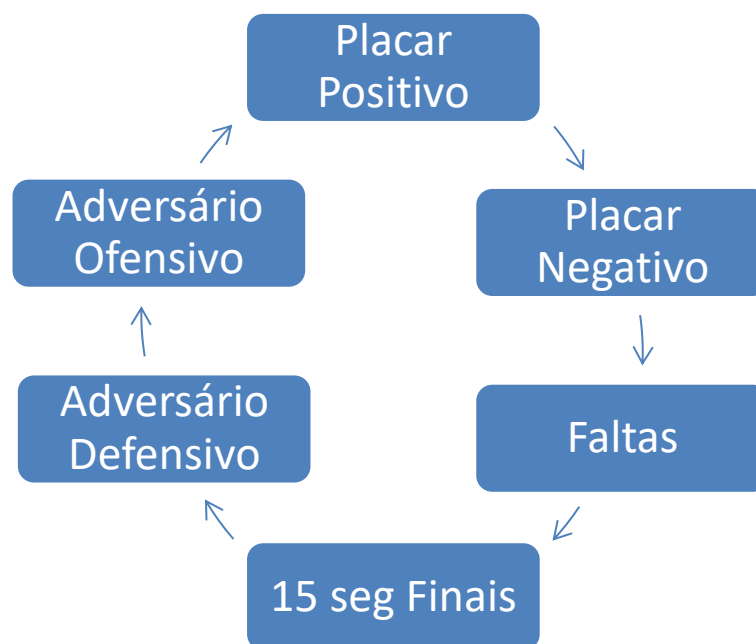 Placar
Positivo
Placar
Negativo
Faltas
15 seg Finais
Adversário
Defensivo
Adversário
Ofensivo